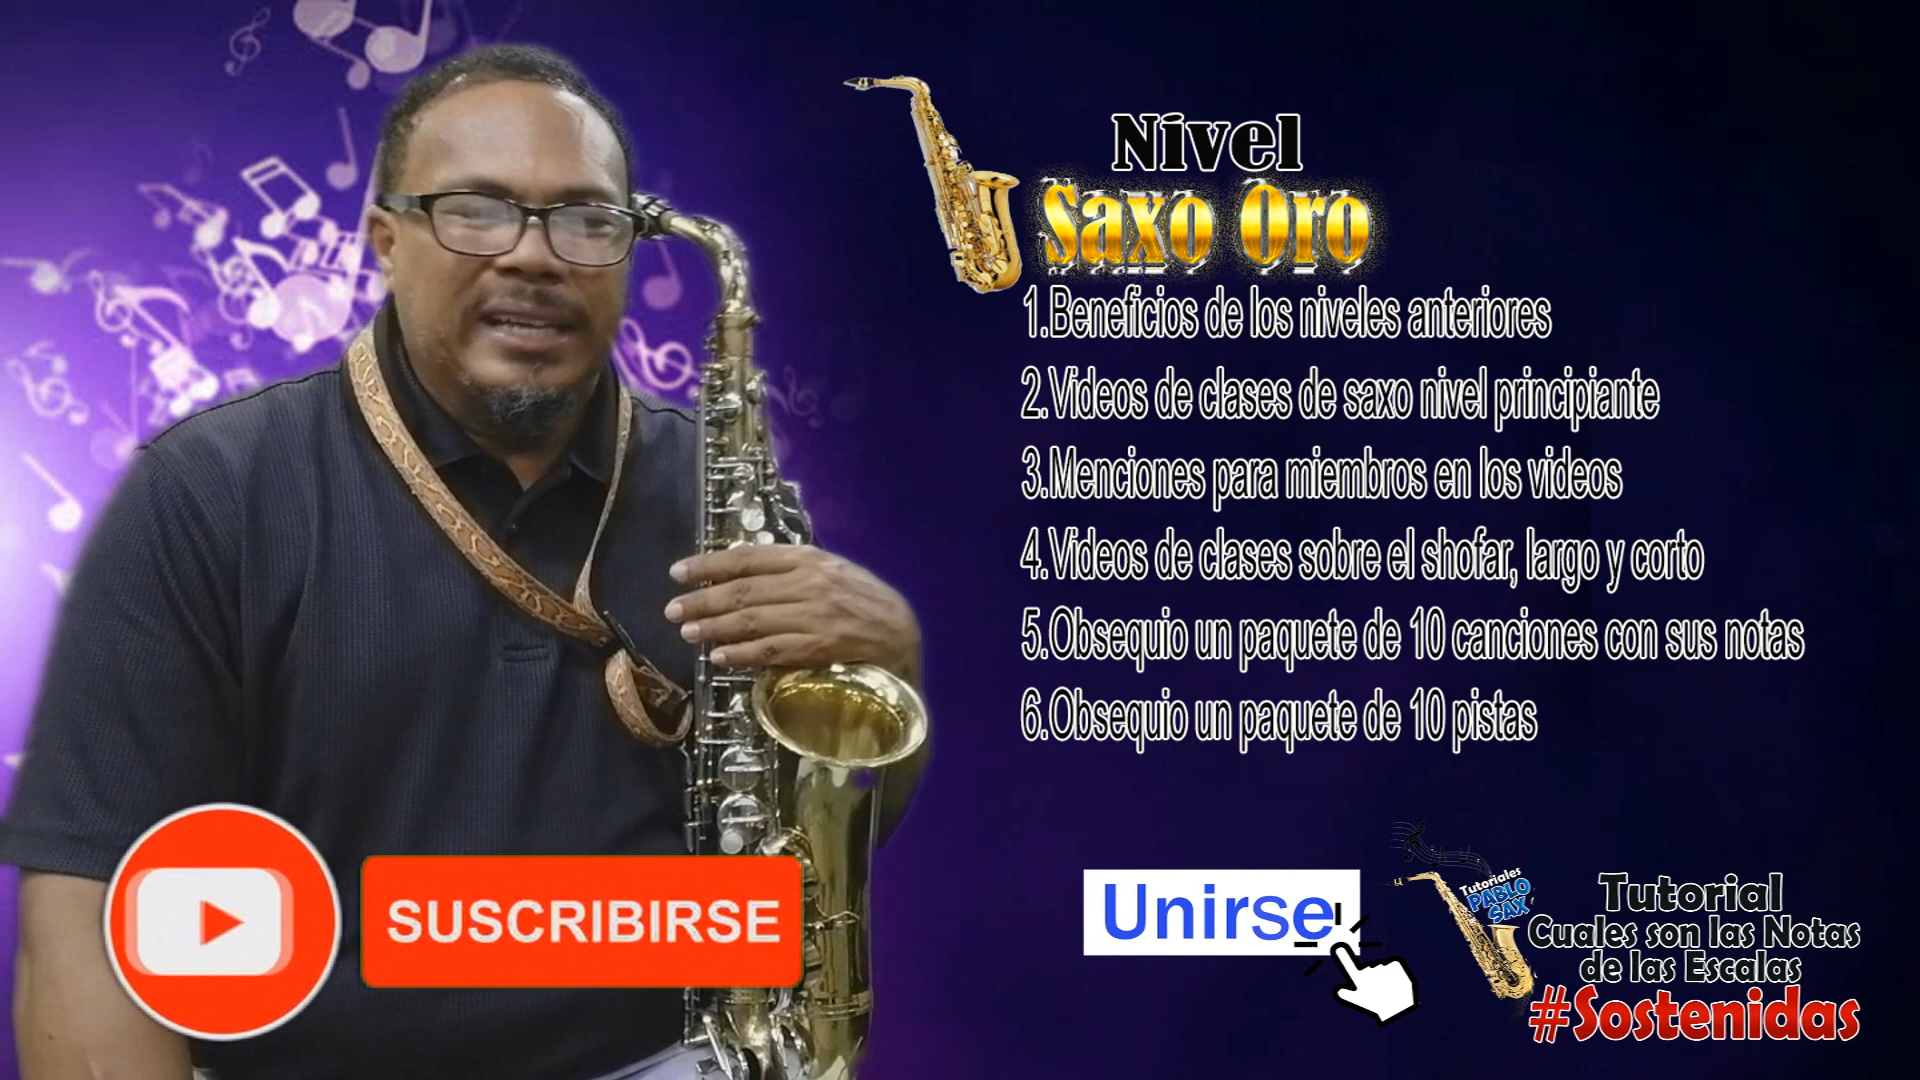 Nivel
Saxo Oro
1.Beneficios de los niveles anteriores
2.Videos de clases de saxo nivel principiante
3.Menciones para miembros en los videos
4.Videos de clases sobre el shofar, largo y corto
5.Obsequio un paquete de 10 canciones con sus notas
6.Obsequio un paquete de 10 pistas
SUSCRIBIRSE
Unirse
Tutoriales
PABLO
SAX
Tutorial
Cuales son las Notas
de las Escalas
#Sostenidas